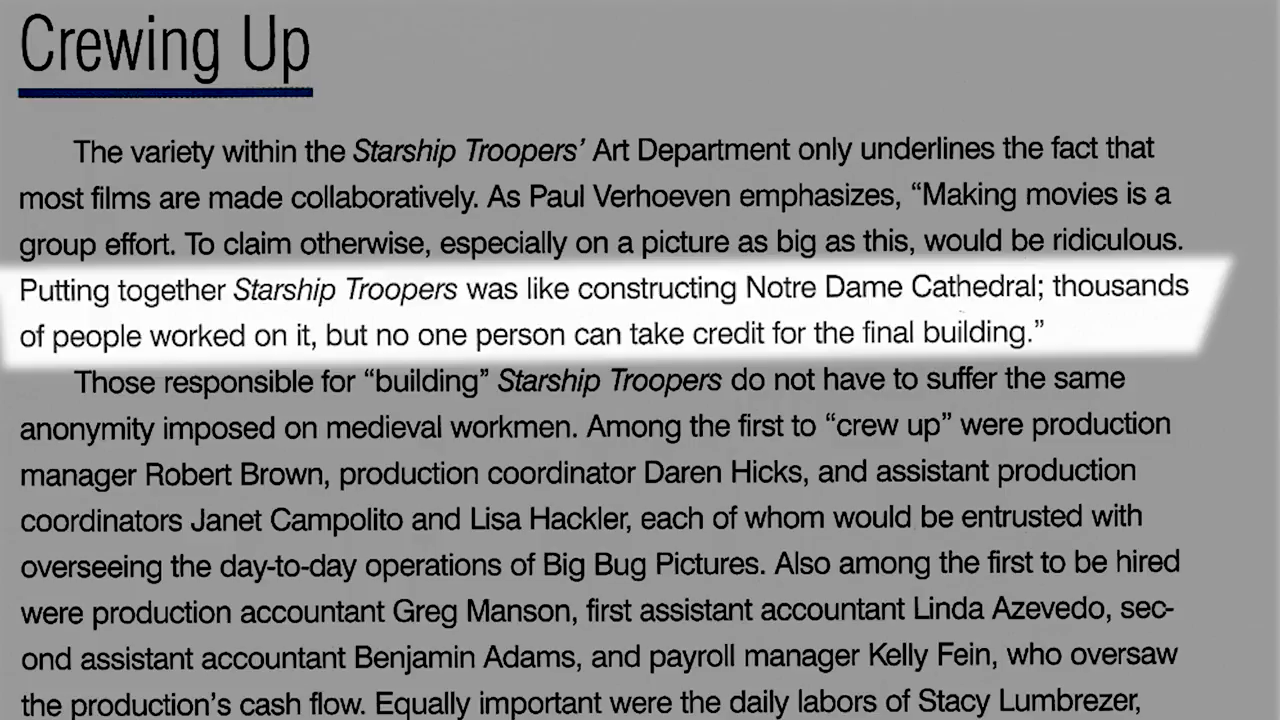 Crewing Up
The variety within the Starship Troopers’ Art Department only underlines the fact that
most films are made collaboratively. As Paul Verhoeven emphasizes, “Making movies is a
group effort. To claim otherwise, especially on a picture as big as this, would be ridiculous.
Putting together Starship Troopers was like constructing Notre Dame Cathedral; thousands
of people worked on it, but no one person can take credit for the final building.”
Those responsible for “building” Starship Troopers do not have to suffer the same
anonymity imposed on medieval workmen. Among the first to “crew up” were production
manager Robert Brown, production coordinator Daren Hicks, and assistant production
coordinators Janet Campolito and Lisa Hackler, each of whom would be entrusted with
overseeing the day-to-day operations of Big Bug Pictures. Also among the first to be hired
were production accountant Greg Manson, first assistant accountant Linda Azevedo, sec-
ond assistant accountant Benjamin Adams, and payroll manager Kelly Fein, who oversaw
the production’s cash flow. Equally important were the daily labors of Stacy Lumbrezer,